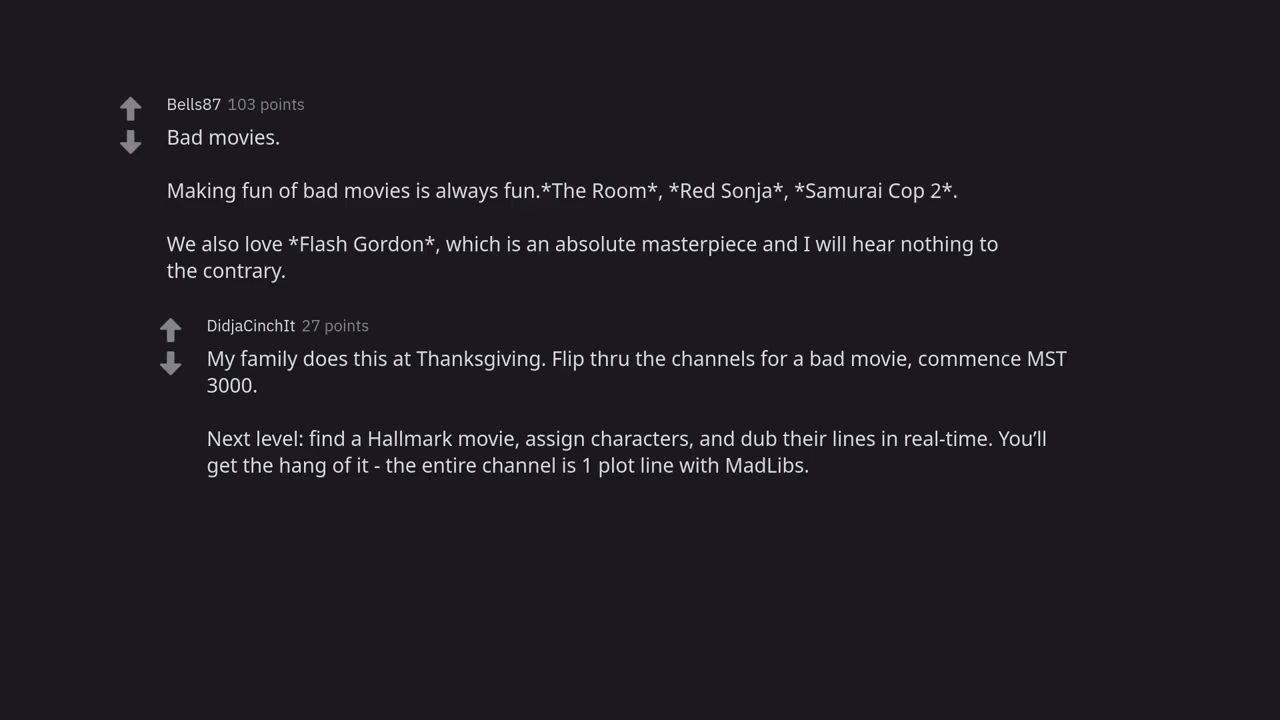 Bells87 103 points
Bad movies.
Making fun of bad movies is always fun.*The Room*, *Red Sonja*, *Samurai Cop 2*.
We also love *Flash Gordon*, which is an absolute masterpiece and I will hear nothing to
the contrary.
DidjaCinchIt 27 points
My family does this at Thanksgiving. Flip thru the channels for a bad movie, commence MST
3000.
Next level: find a Hallmark movie, assign characters, and dub their lines in real-time. You’ll
get the hang of it - the entire channel is 1 plot line with MadLibs.